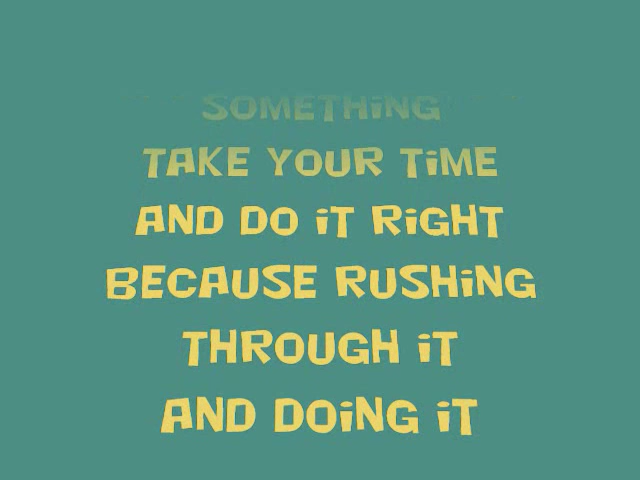 SOMETHING
TAKE YOUR TiME
AND DO iT RiGHT
BECAUSE RUSHiNG
THROUGH iT
AND DOiNG iT